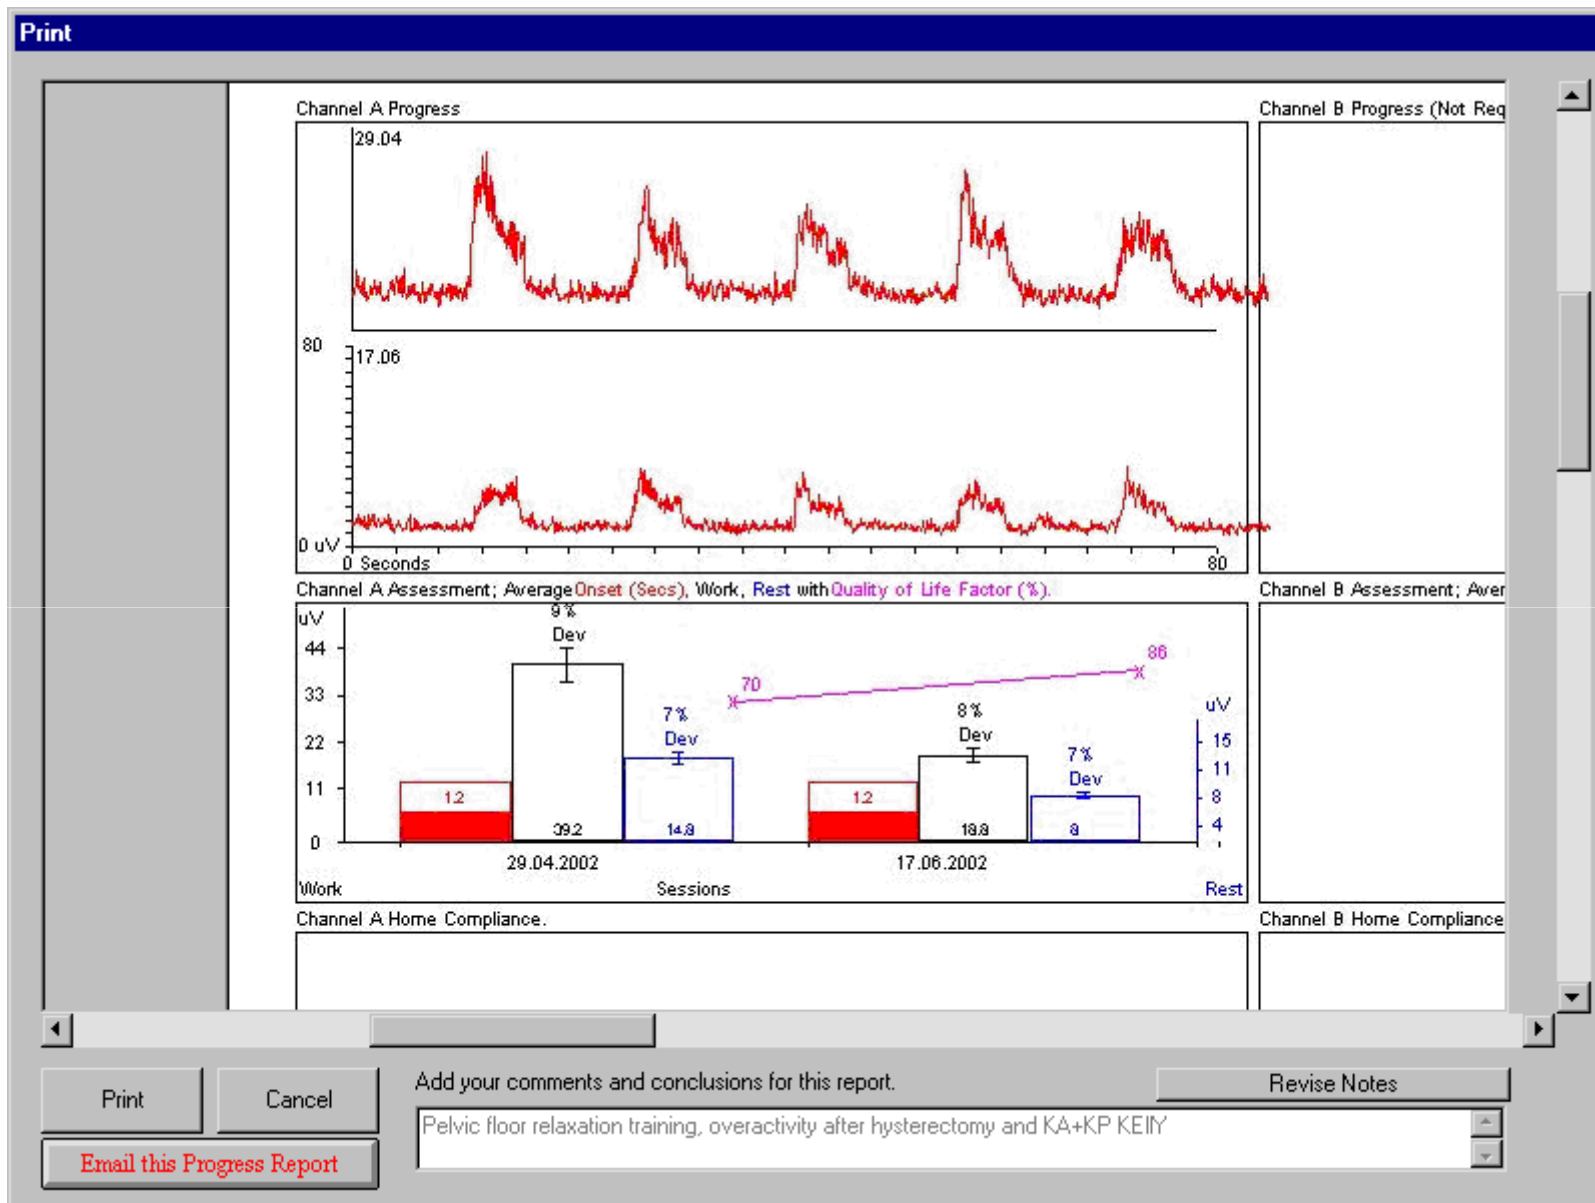 Print
Channel A Progress
Channel B Progress (Not Req
29.04
80
17.06
0 uV
0 Seconds
80
Channel A Assessment; Average Onset (Secs), Work, Rest with Quality of Life Factor (%).
Channel B Assessment; Aver
uV
44
33
22
11
0
9%
Dev
7%
Dev
70
86
8%
Dev
7%
Dev
uV
15
11
8
4
1.2
39.2
14.8
1.2
18.8
8
29.04.2002
17.06.2002
Work
Sessions
Rest
Channel A Home Compliance.
Channel B Home Compliance
Print
Cancel
Email this Progress Report
Add your comments and conclusions for this report.
Revise Notes
Pelvic floor relaxation training, overactivity after hysterectomy and KA+KP